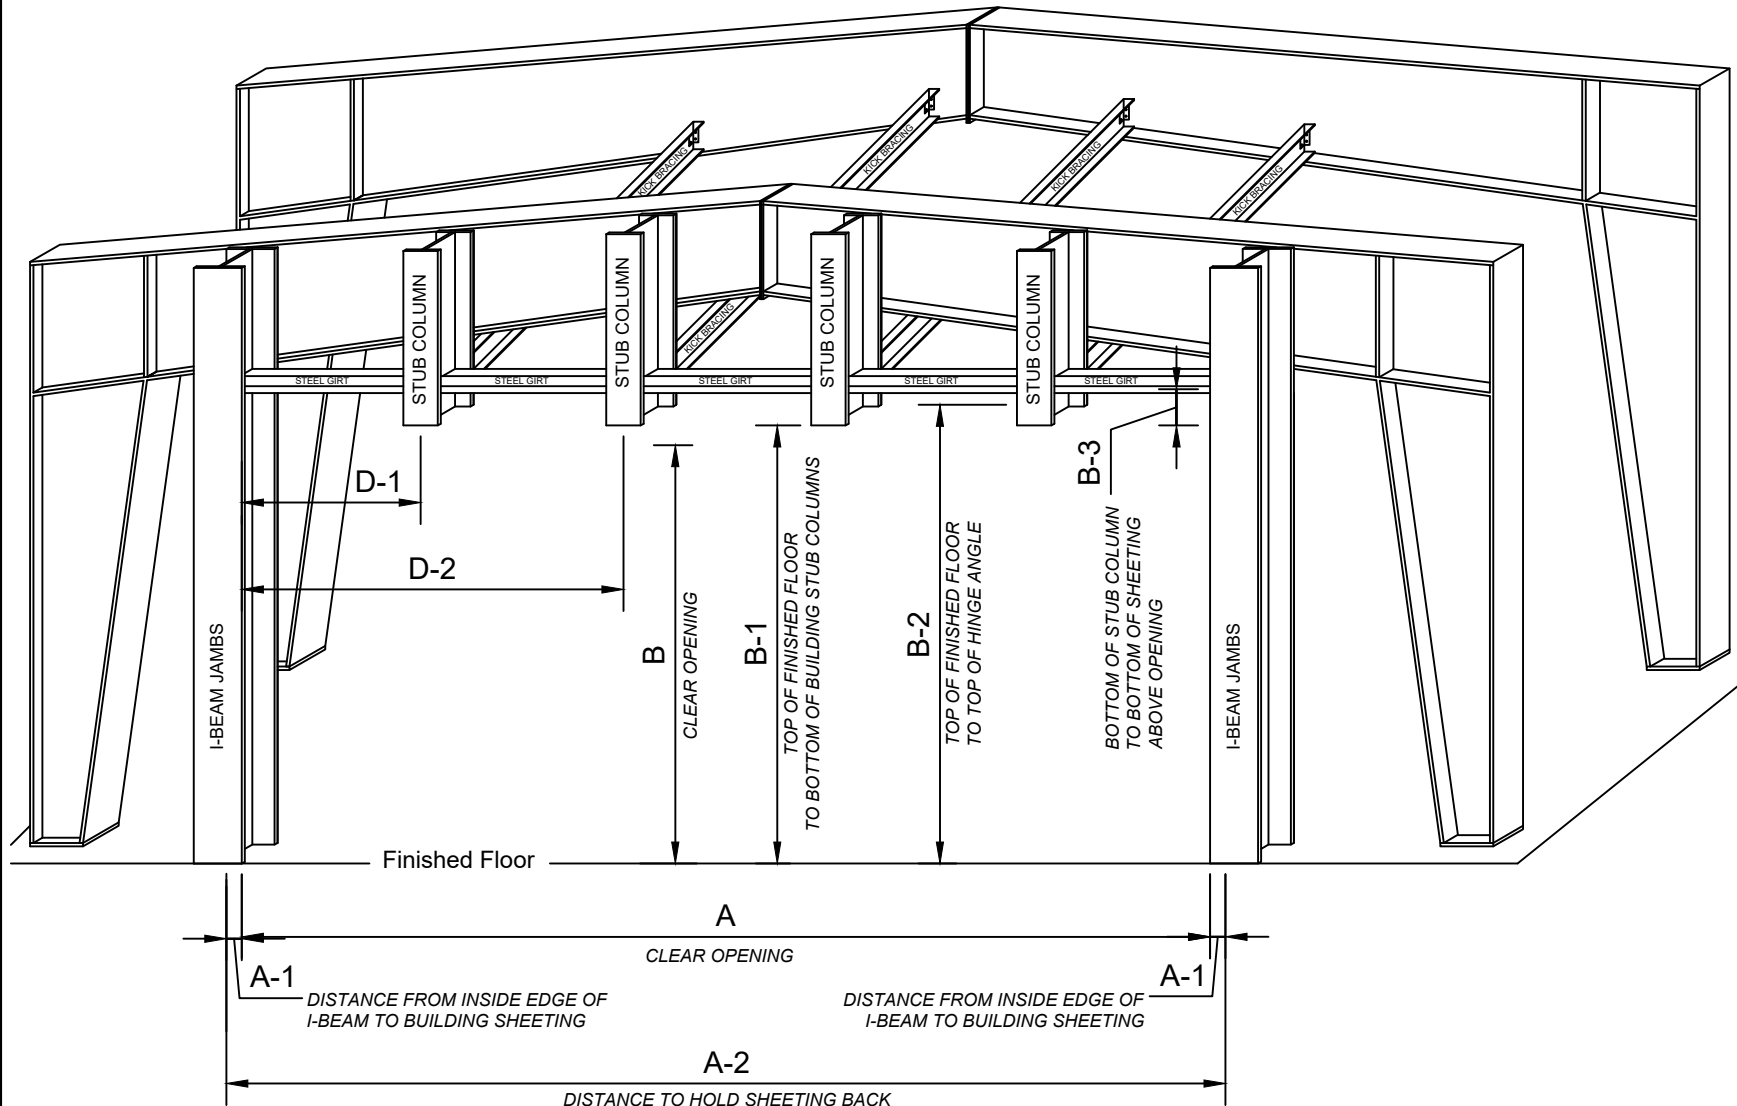 KICK BRACING
KICK BRACING
KICK BRACING
KICK BRACING
STUB COLUMN
STUB COLUMN
STUB COLUMN
STUB COLUMN
KICK BRACING
STEEL GIRT
STEEL GIRT
STEEL GIRT
STEEL GIRT
STEEL GIRT
D-1
D-2
I-BEAM JAMBS
B
CLEAR OPENING
B-1
TOP OF FINISHED FLOOR
TO BOTTOM OF BUILDING STUB COLUMNS
B-2
TOP OF FINISHED FLOOR
TO TOP OF HINGE ANGLE
B-3
BOTTOM OF STUB COLUMN
TO BOTTOM OF SHEETING
ABOVE OPENING
I-BEAM JAMBS
Finished Floor
A
CLEAR OPENING
A-1
DISTANCE FROM INSIDE EDGE OF
I-BEAM TO BUILDING SHEETING
A-1
DISTANCE FROM INSIDE EDGE OF
I-BEAM TO BUILDING SHEETING
A-2
DISTANCE TO HOLD SHEETING BACK